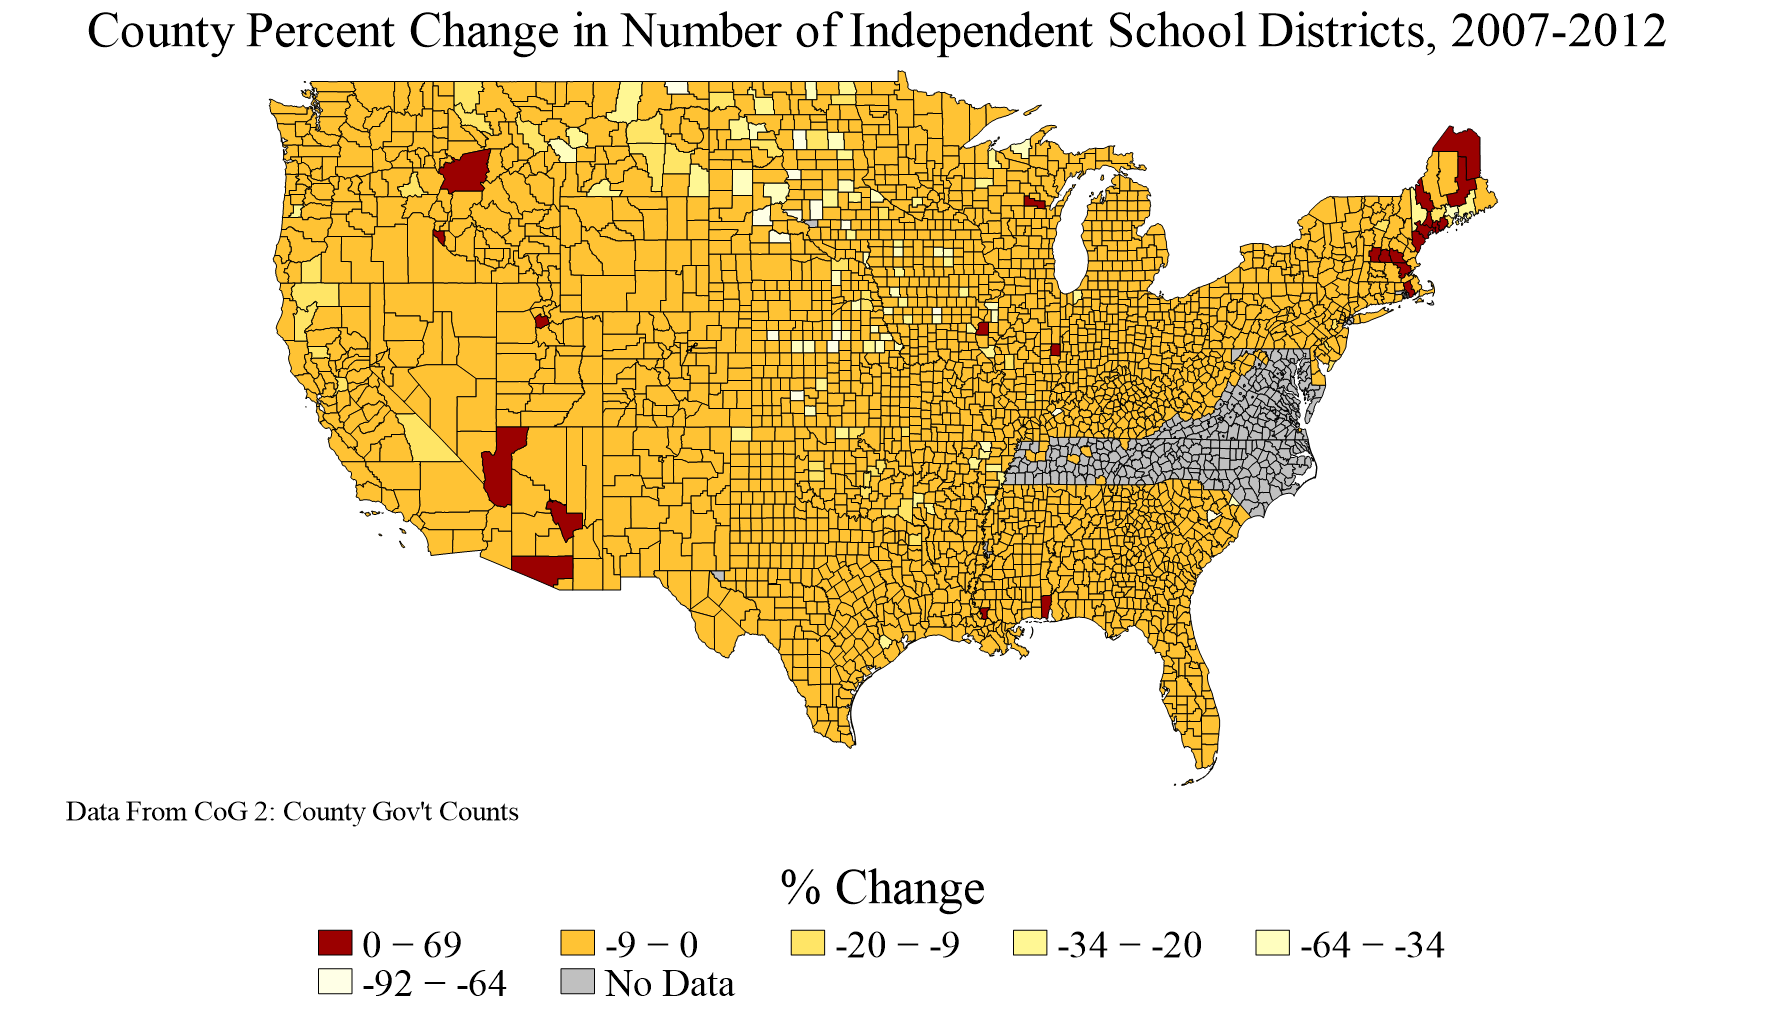 County Percent Change in Number of Independent School Districts, 2007-2012
Data From CoG 2: County Gov't Counts
% Change
0 − 69 -9 − 0 -20 − -9 -34 − -20 -64 − -34
-92 − -64 No Data